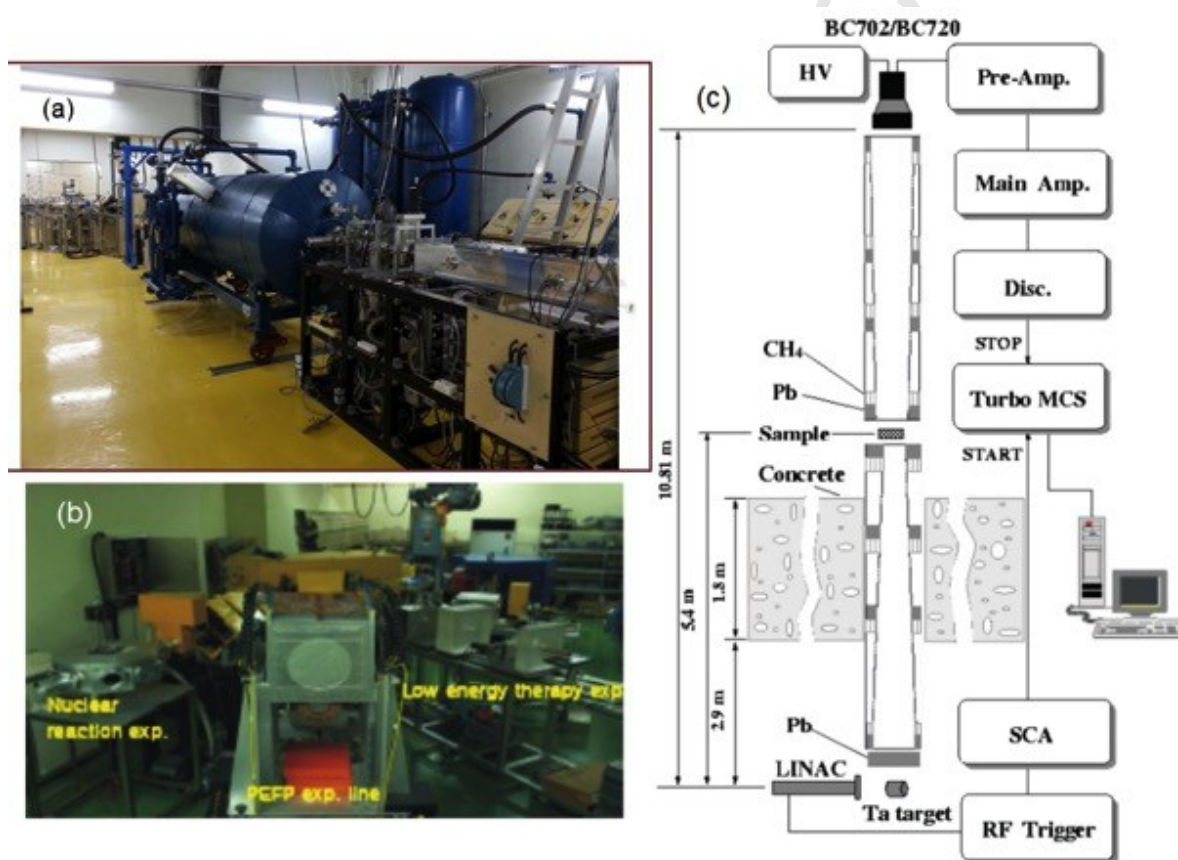 (a)
(b)
Nuclear
reaction exp.
Low energy therapy exp.
PEFP exp. line
(c)
BC702/BC720
HV
Pre-Amp.
Main Amp.
Disc.
STOP
Turbo MCS
START
CH₄
Pb
Sample
Concrete
10.81 m
5.4 m
1.8 m
2.9 m
Pb
LINAC
Ta target
SCA
RF Trigger